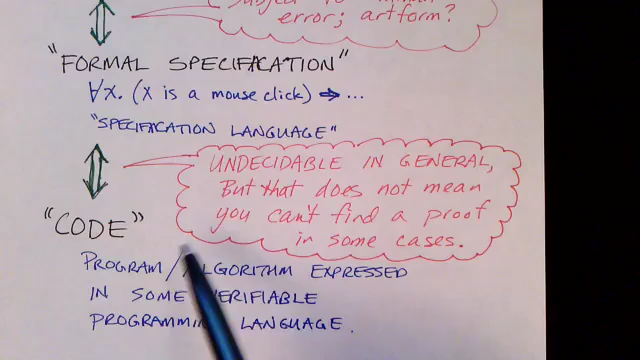 error; artform?
"FORMAL SPECIFICATION"
∀x. (x is a mouse click) ⇒ ...
"SPECIFICATION LANGUAGE"
UNDECIDABLE IN GENERAL,
But that does not mean
you can't find a proof
in some cases.
"CODE"
PROGRAM/ALGORITHM EXPRESSED
IN SOME VERIFIABLE
PROGRAMMING LANGUAGE.